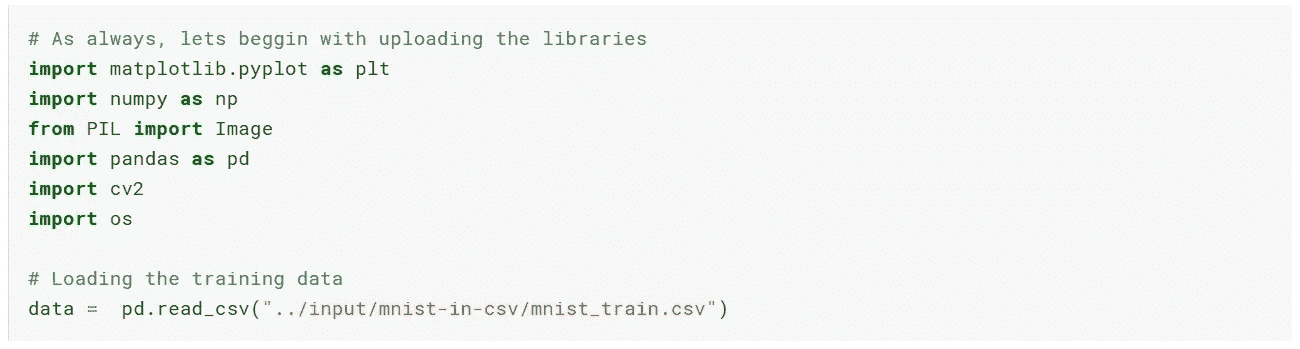 # As always, lets beggin with uploading the libraries
import matplotlib.pyplot as plt
import numpy as np
from PIL import Image
import pandas as pd
import cv2
import os
# Loading the training data
data =  pd.read_csv("../input/mnist-in-csv/mnist_train.csv")